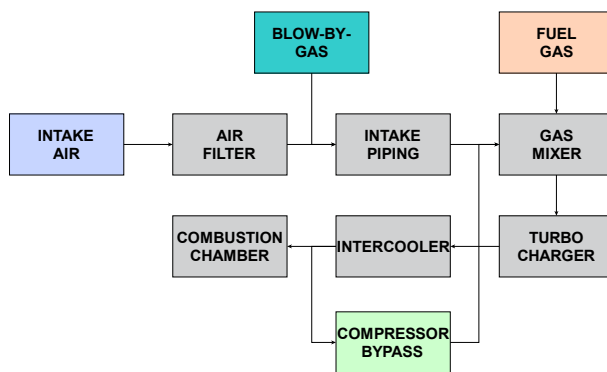 BLOW-BY-
GAS
FUEL
GAS
INTAKE
AIR
AIR
FILTER
INTAKE
PIPING
GAS
MIXER
COMBUSTION
CHAMBER
INTERCOOLER
TURBO
CHARGER
COMPRESSOR
BYPASS